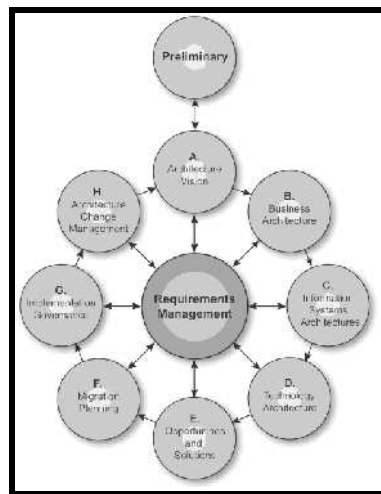 Preliminary
A.
Architecture
Vision
B.
Business
Architecture
C.
Information
Systems
Architectures
D.
Technology
Architecture
E.
Opportunities
and
Solutions
F.
Migration
Planning
G.
Implementation
Governance
H.
Architecture
Change
Management
Requirements
Management